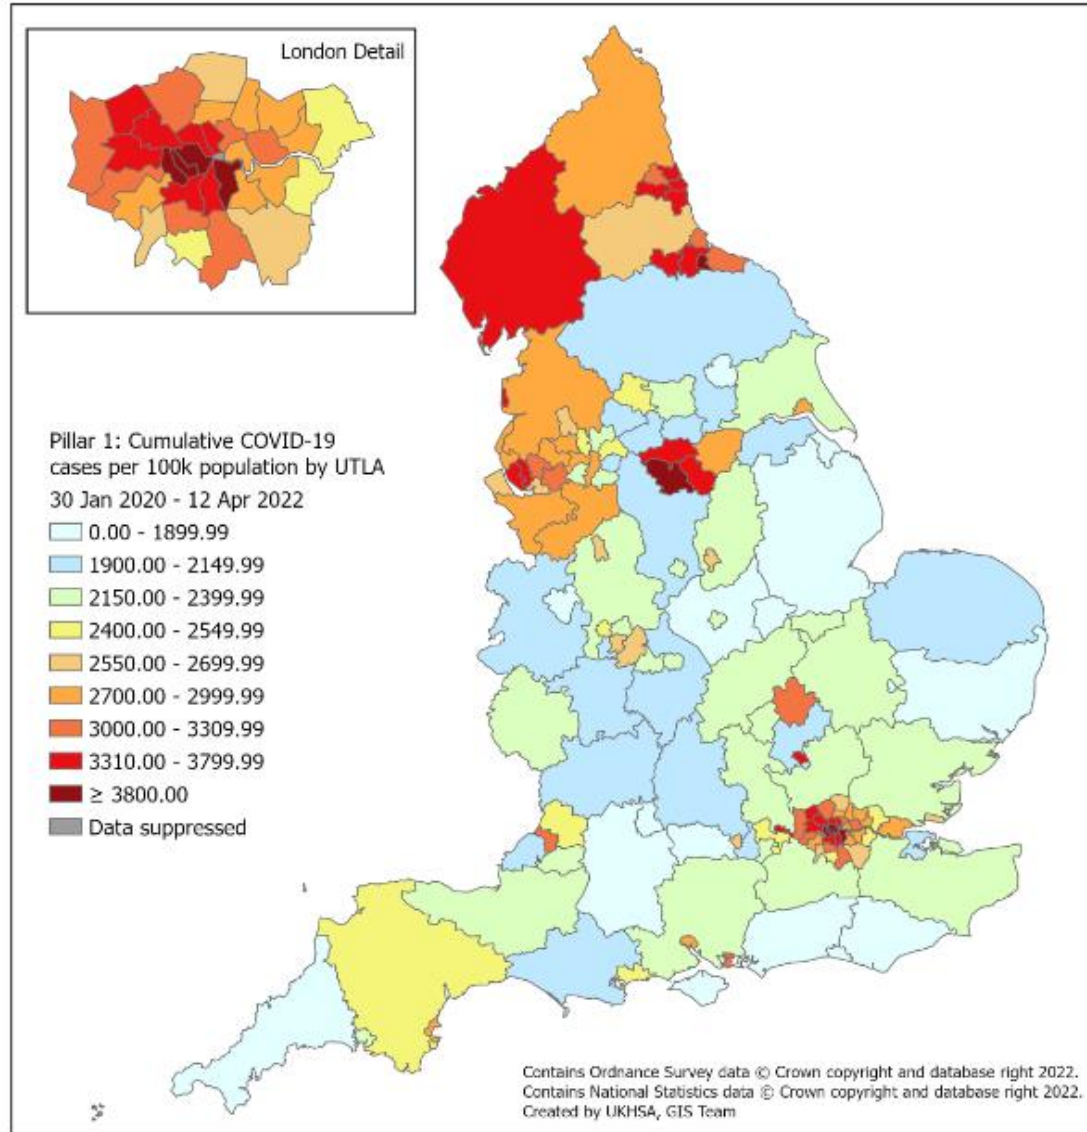 London Detail
Pillar 1: Cumulative COVID-19
cases per 100k population by UTLA
30 Jan 2020 - 12 Apr 2022
0.00 - 1899.99
1900.00 - 2149.99
2150.00 - 2399.99
2400.00 - 2549.99
2550.00 - 2699.99
2700.00 - 2999.99
3000.00 - 3309.99
3310.00 - 3799.99
≥ 3800.00
Data suppressed
Contains Ordnance Survey data © Crown copyright and database right 2022.
Contains National Statistics data © Crown copyright and database right 2022.
Created by UKHSA, GIS Team